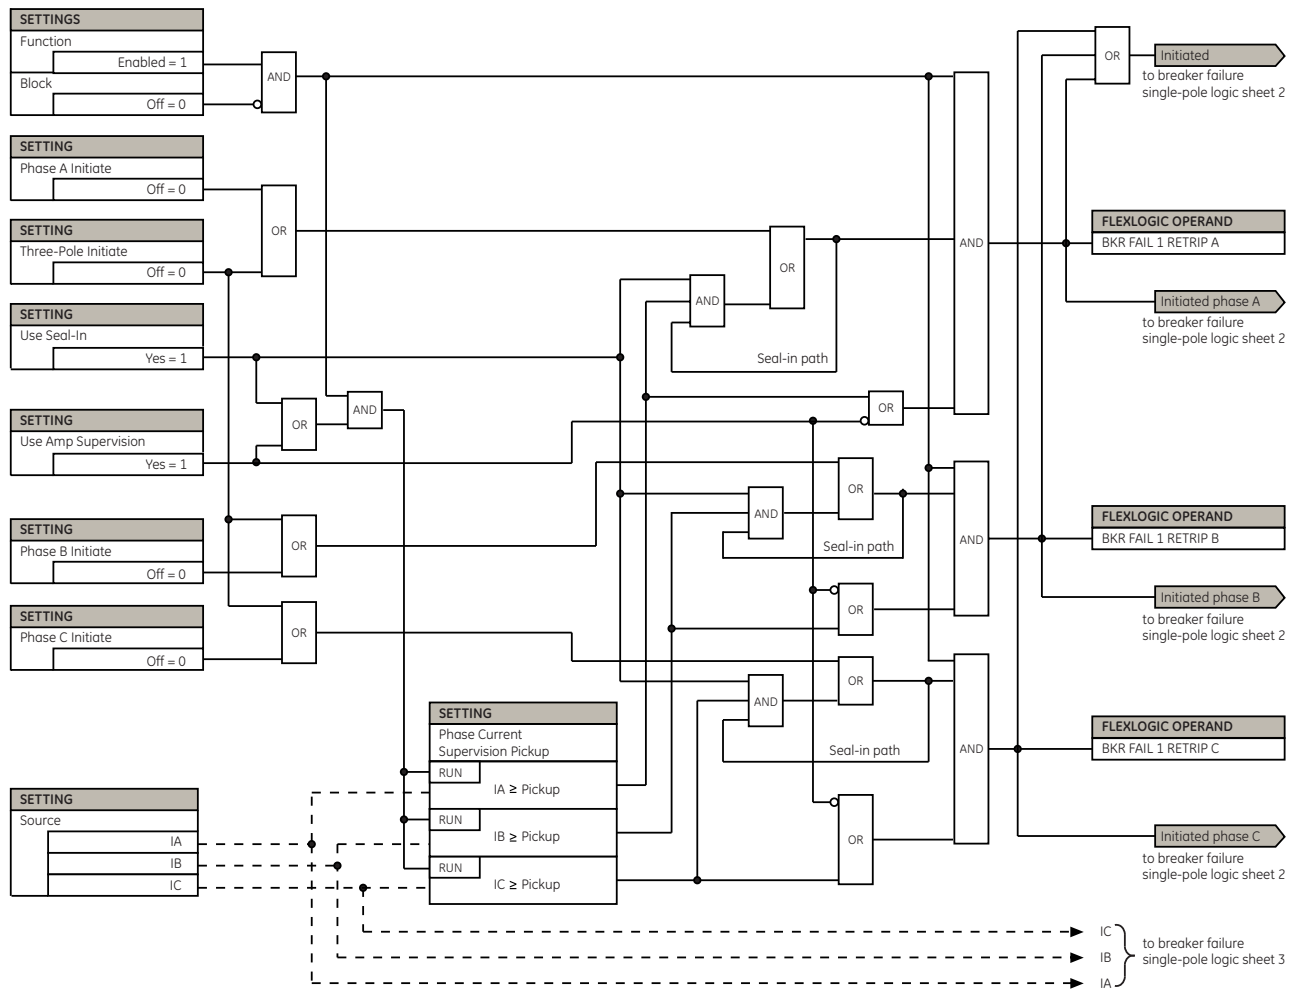 SETTINGS
Function
Enabled = 1
Block
Off = 0
AND
SETTING
Phase A Initiate
Off = 0
SETTING
Three-Pole Initiate
Off = 0
OR
SETTING
Use Seal-In
Yes = 1
SETTING
Use Amp Supervision
Yes = 1
OR
AND
SETTING
Phase B Initiate
Off = 0
OR
SETTING
Phase C Initiate
Off = 0
OR
SETTING
Source
IA
IB
IC
SETTING
Phase Current
Supervision Pickup
RUN
IA ≥ Pickup
RUN
IB ≥ Pickup
RUN
IC ≥ Pickup
AND
OR
Seal-in path
OR
AND
AND
OR
Seal-in path
OR
AND
AND
OR
Seal-in path
OR
AND
OR
Initiated
to breaker failure
single-pole logic sheet 2
FLEXLOGIC OPERAND
BKR FAIL 1 RETRIP A
Initiated phase A
to breaker failure
single-pole logic sheet 2
FLEXLOGIC OPERAND
BKR FAIL 1 RETRIP B
Initiated phase B
to breaker failure
single-pole logic sheet 2
FLEXLOGIC OPERAND
BKR FAIL 1 RETRIP C
Initiated phase C
to breaker failure
single-pole logic sheet 2
IC
IB
IA
to breaker failure
single-pole logic sheet 3